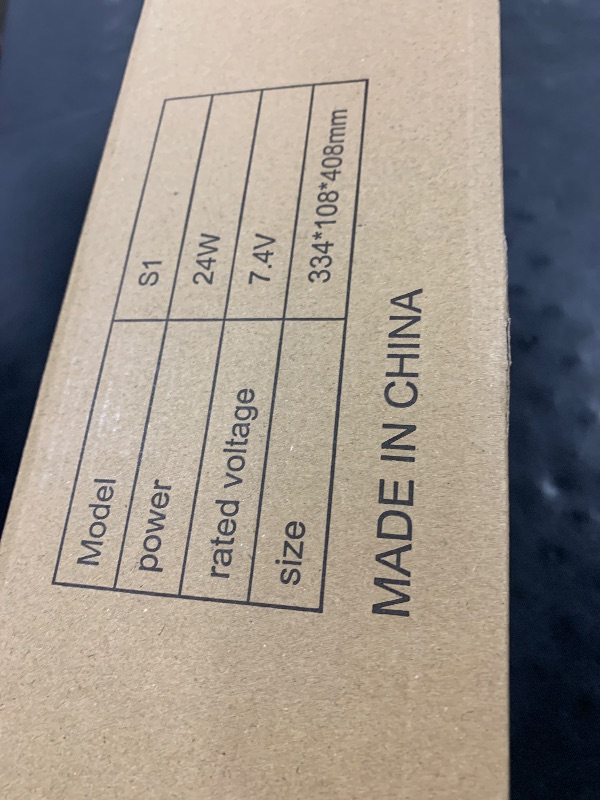 Model S1
power 24W
rated voltage 7.4V
size 334*108*408mm
MADE IN CHINA